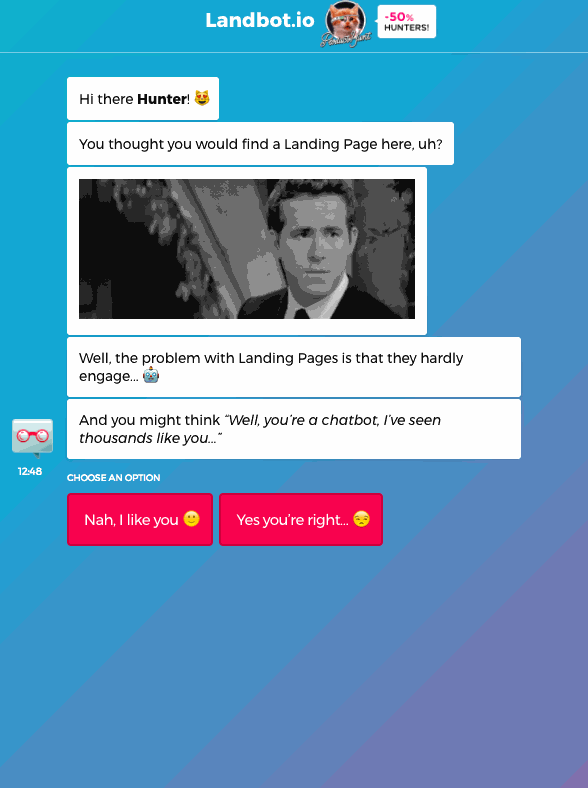 Landbot.io
Product Hunt
-50%
HUNTERS!
Hi there Hunter! 😻
You thought you would find a Landing Page here, uh?
Well, the problem with Landing Pages is that they hardly
engage... 🤖
And you might think “Well, you’re a chatbot, I’ve seen
thousands like you...”
12:48
CHOOSE AN OPTION
Nah, I like you 🙂
Yes you’re right... 😒